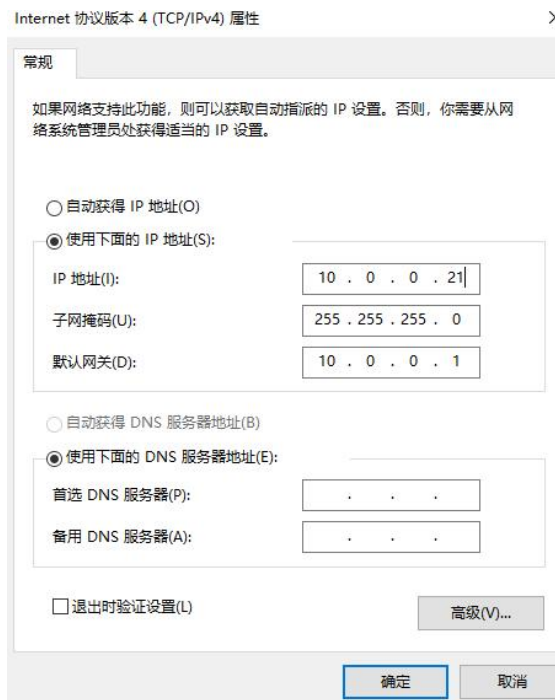 Internet 协议版本 4 (TCP/IPv4) 属性
常规
如果网络支持此功能，则可以获取自动指派的 IP 设置。否则，你需要从网
络系统管理员处获得适当的 IP 设置。
自动获得 IP 地址(O)
使用下面的 IP 地址(S):
IP 地址(I):
10 . 0 . 0 . 21
子网掩码(U):
255 . 255 . 255 . 0
默认网关(D):
10 . 0 . 0 . 1
自动获得 DNS 服务器地址(B)
使用下面的 DNS 服务器地址(E):
首选 DNS 服务器(P):
. . .
备用 DNS 服务器(A):
. . .
退出时验证设置(L)
高级(V)...
确定
取消